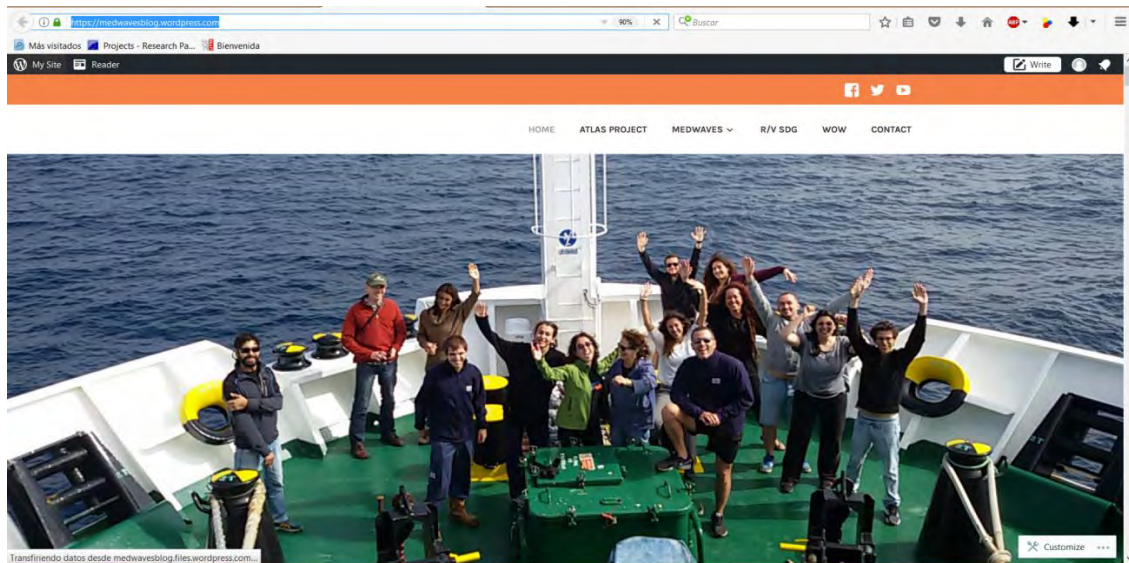 https://medwavesblog.wordpress.com 90% Buscar
Más visitados Projects - Research Pa... Bienvenida
My Site Reader Write
HOME ATLAS PROJECT MEDWAVES R/V SDG WOW CONTACT
Transfiriendo datos desde medwavesblog.files.wordpress.com...
Customize